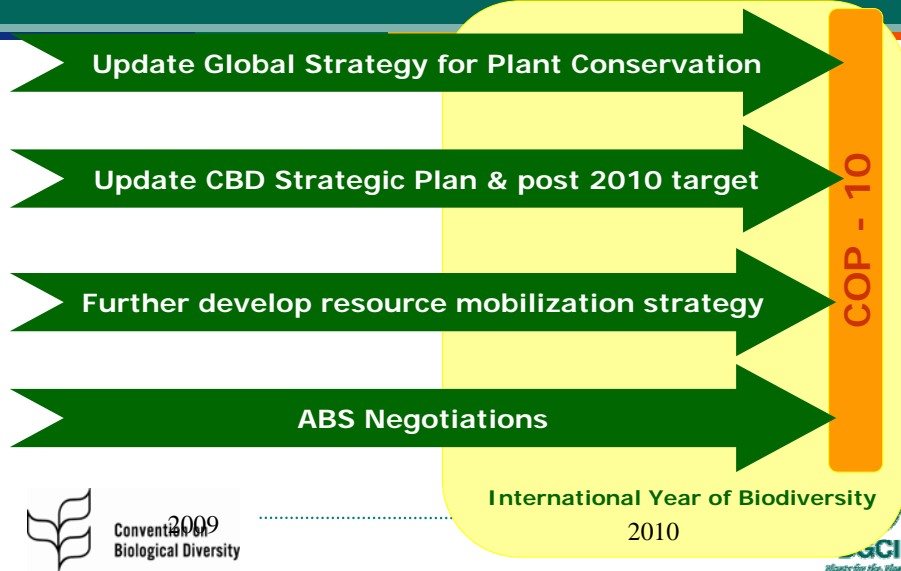 Update Global Strategy for Plant Conservation
Update CBD Strategic Plan & post 2010 target
Further develop resource mobilization strategy
ABS Negotiations
COP - 10
International Year of Biodiversity
2009
2010
Convention on
Biological Diversity